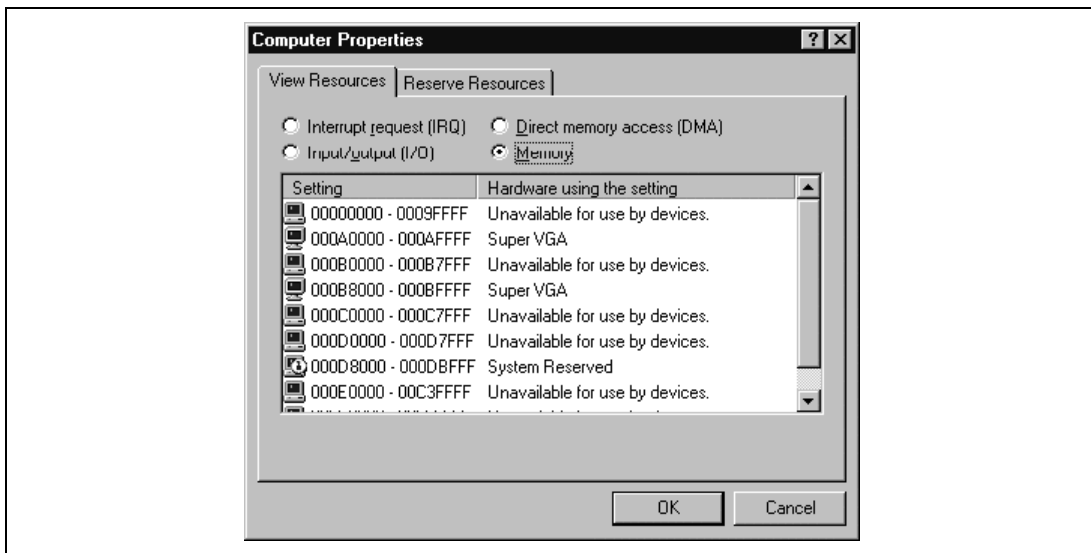 Computer Properties
View Resources Reserve Resources
Interrupt request (IRQ) Direct memory access (DMA)
Input/output (I/O) Memory
Setting Hardware using the setting
00000000 - 0009FFFF Unavailable for use by devices.
000A0000 - 000AFFFF Super VGA
000B0000 - 000B7FFF Unavailable for use by devices.
000B8000 - 000BFFFF Super VGA
000C0000 - 000C7FFF Unavailable for use by devices.
000D0000 - 000D7FFF Unavailable for use by devices.
000D8000 - 000DBFFF System Reserved
000E0000 - 00C3FFFF Unavailable for use by devices.
OK Cancel